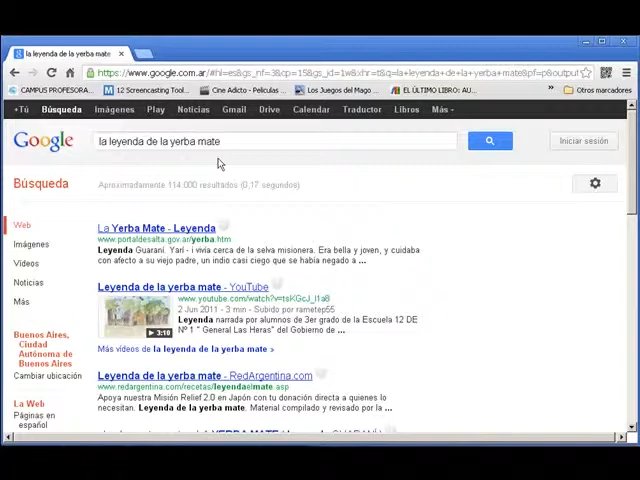 la leyenda de la yerba mate
https://www.google.com.ar/#hl=es&gs_nf=3&cp=15&gs_id=1w&xhr=t&q=la+leyenda+de+la+yerba+mate&pf=p&output
CAMPUS PROFESORA... 12 Screencasting Tool... Cine Adicto - Peliculas ... Los Juegos del Mago ... EL ÚLTIMO LIBRO: AU... » Otros marcadores
+Tú Búsqueda Imágenes Play Noticias Gmail Drive Calendar Traductor Libros Más
Google la leyenda de la yerba mate Iniciar sesión
Búsqueda Aproximadamente 114.000 resultados (0,17 segundos)
Web
Imágenes
Vídeos
Noticias
Más
Buenos Aires,
Ciudad
Autónoma de
Buenos Aires
Cambiar ubicación
La Web
Páginas en
español
La Yerba Mate - Leyenda
www.portaldesalta.gov.ar/yerba.htm
Leyenda Guaraní. Yarí - i vivía cerca de la selva misionera. Era bella y joven, y cuidaba
con afecto a su viejo padre, un indio casi ciego que se había negado a ...
Leyenda de la yerba mate - YouTube
www.youtube.com/watch?v=tsKGcJ_l1a8
2 Jun 2011 - 3 min - Subido por rametep55
Leyenda narrada por alumnos de 3er grado de la Escuela 12 DE
Nº 1 " General Las Heras" del Gobierno de ...
3:10
Más vídeos de la leyenda de la yerba mate »
Leyenda de la yerba mate - RedArgentina.com
www.redargentina.com/recetas/leyendaelmate.asp
Apoya nuestra Misión Relief 2.0 en Japón con tu donación directa a quienes lo
necesitan. Leyenda de la yerba mate. Material compilado y revisado por la ...